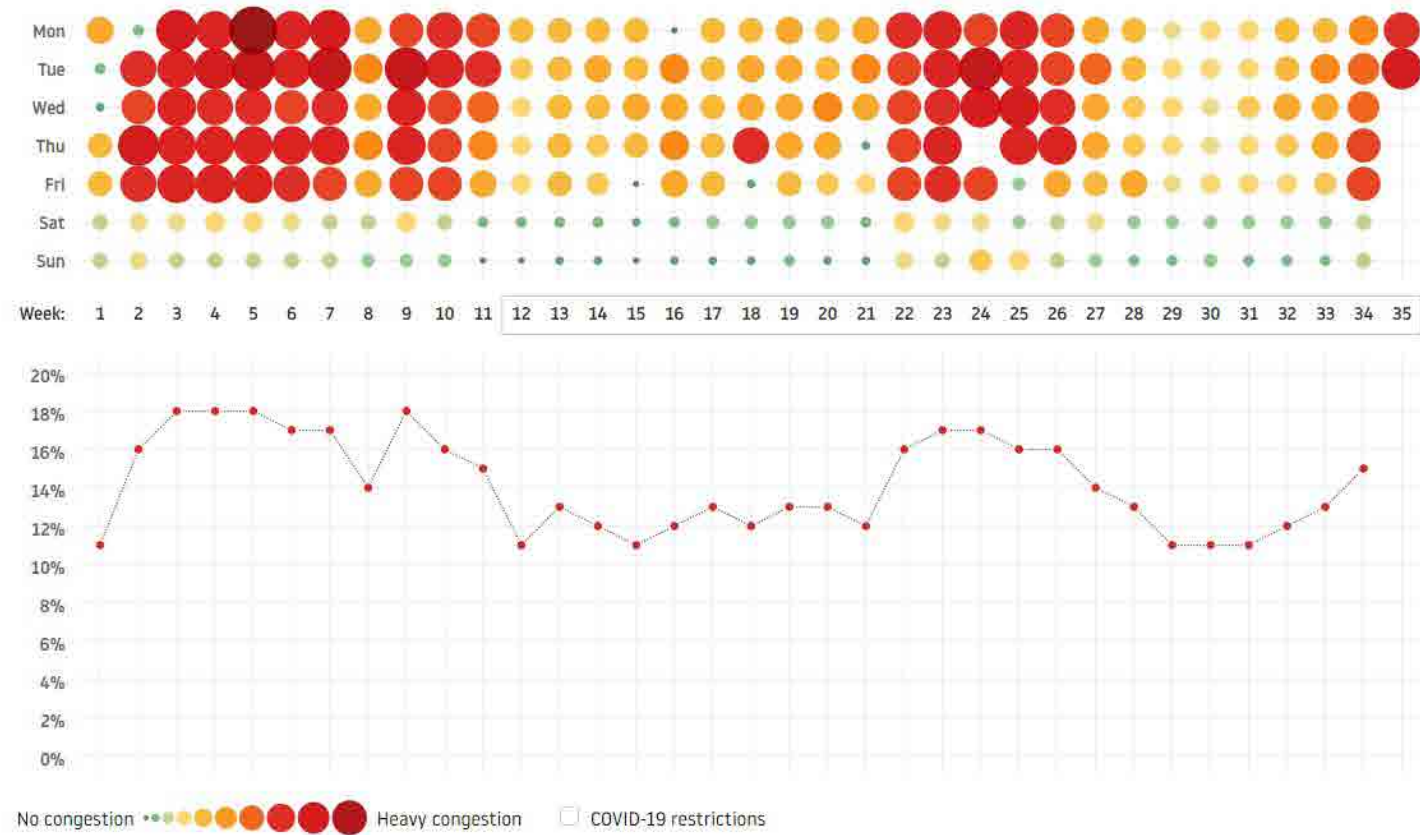 Mon
Tue
Wed
Thu
Fri
Sat
Sun
Week: 1 2 3 4 5 6 7 8 9 10 11 12 13 14 15 16 17 18 19 20 21 22 23 24 25 26 27 28 29 30 31 32 33 34 35
20%
18%
16%
14%
12%
10%
8%
6%
4%
2%
0%
No congestion Heavy congestion COVID-19 restrictions